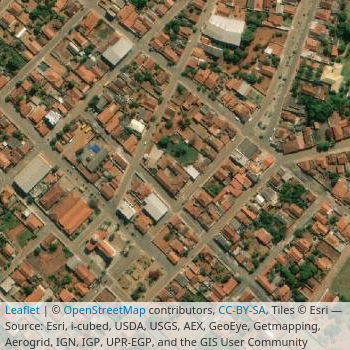 Leaflet | © OpenStreetMap contributors, CC-BY-SA, Tiles © Esri —
Source: Esri, i-cubed, USDA, USGS, AEX, GeoEye, Getmapping,
Aerogrid, IGN, IGP, UPR-EGP, and the GIS User Community